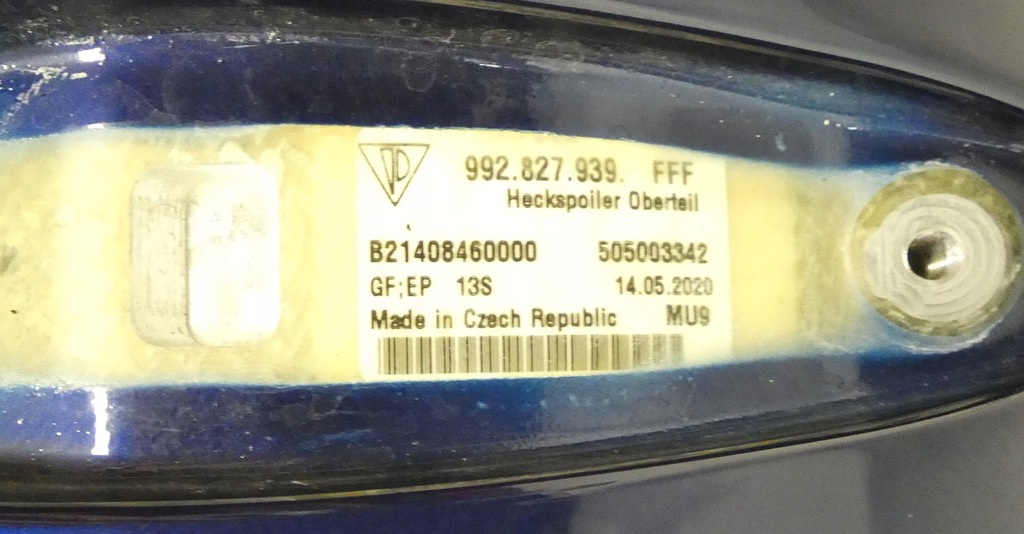 992.827.939. FFF
Heckspoiler Oberteil
B21408460000 505003342
GF;EP 13S 14.05.2020
Made in Czech Republic MU9